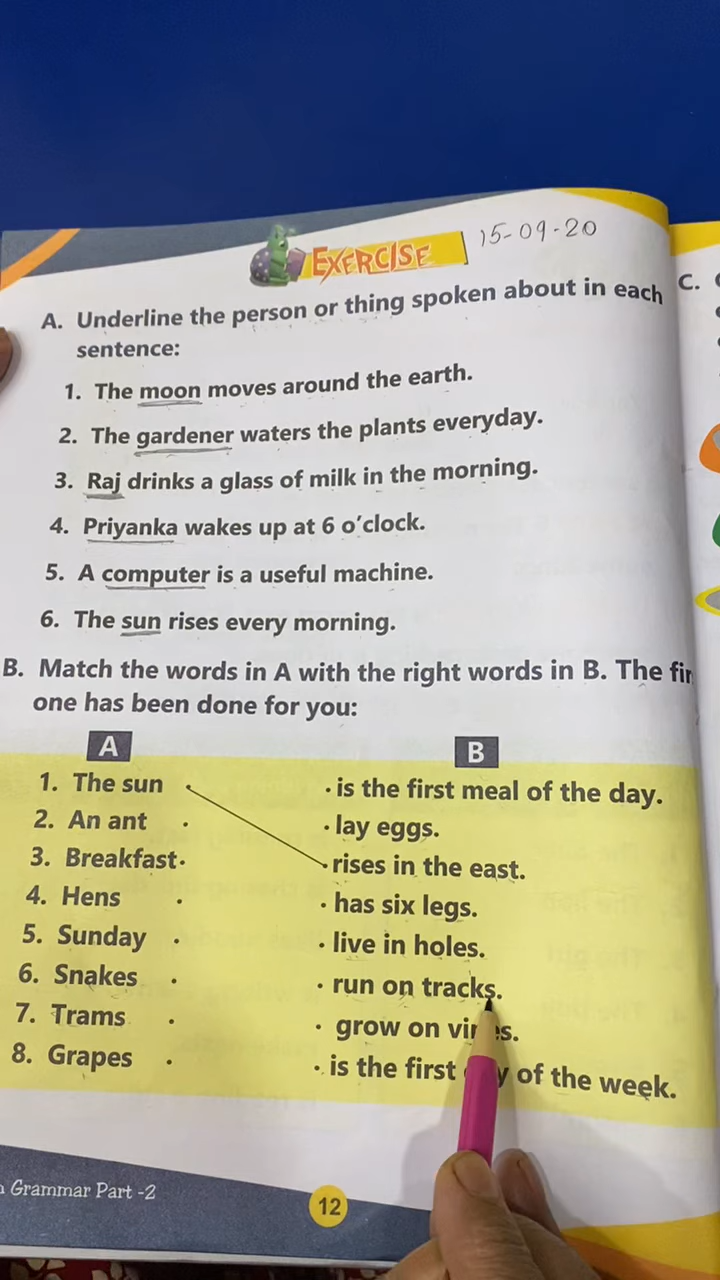 EXERCISE
15-09-20
A. Underline the person or thing spoken about in each
sentence:
1. The moon moves around the earth.
2. The gardener waters the plants everyday.
3. Raj drinks a glass of milk in the morning.
4. Priyanka wakes up at 6 o'clock.
5. A computer is a useful machine.
6. The sun rises every morning.
B. Match the words in A with the right words in B. The
one has been done for you:
A B
1. The sun · is the first meal of the day.
2. An ant · · lay eggs.
3. Breakfast · · rises in the east.
4. Hens · · has six legs.
5. Sunday · · live in holes.
6. Snakes · · run on tracks.
7. Trams · · grow on
8. Grapes · · is the first of the week.
Grammar Part -2
12
C.